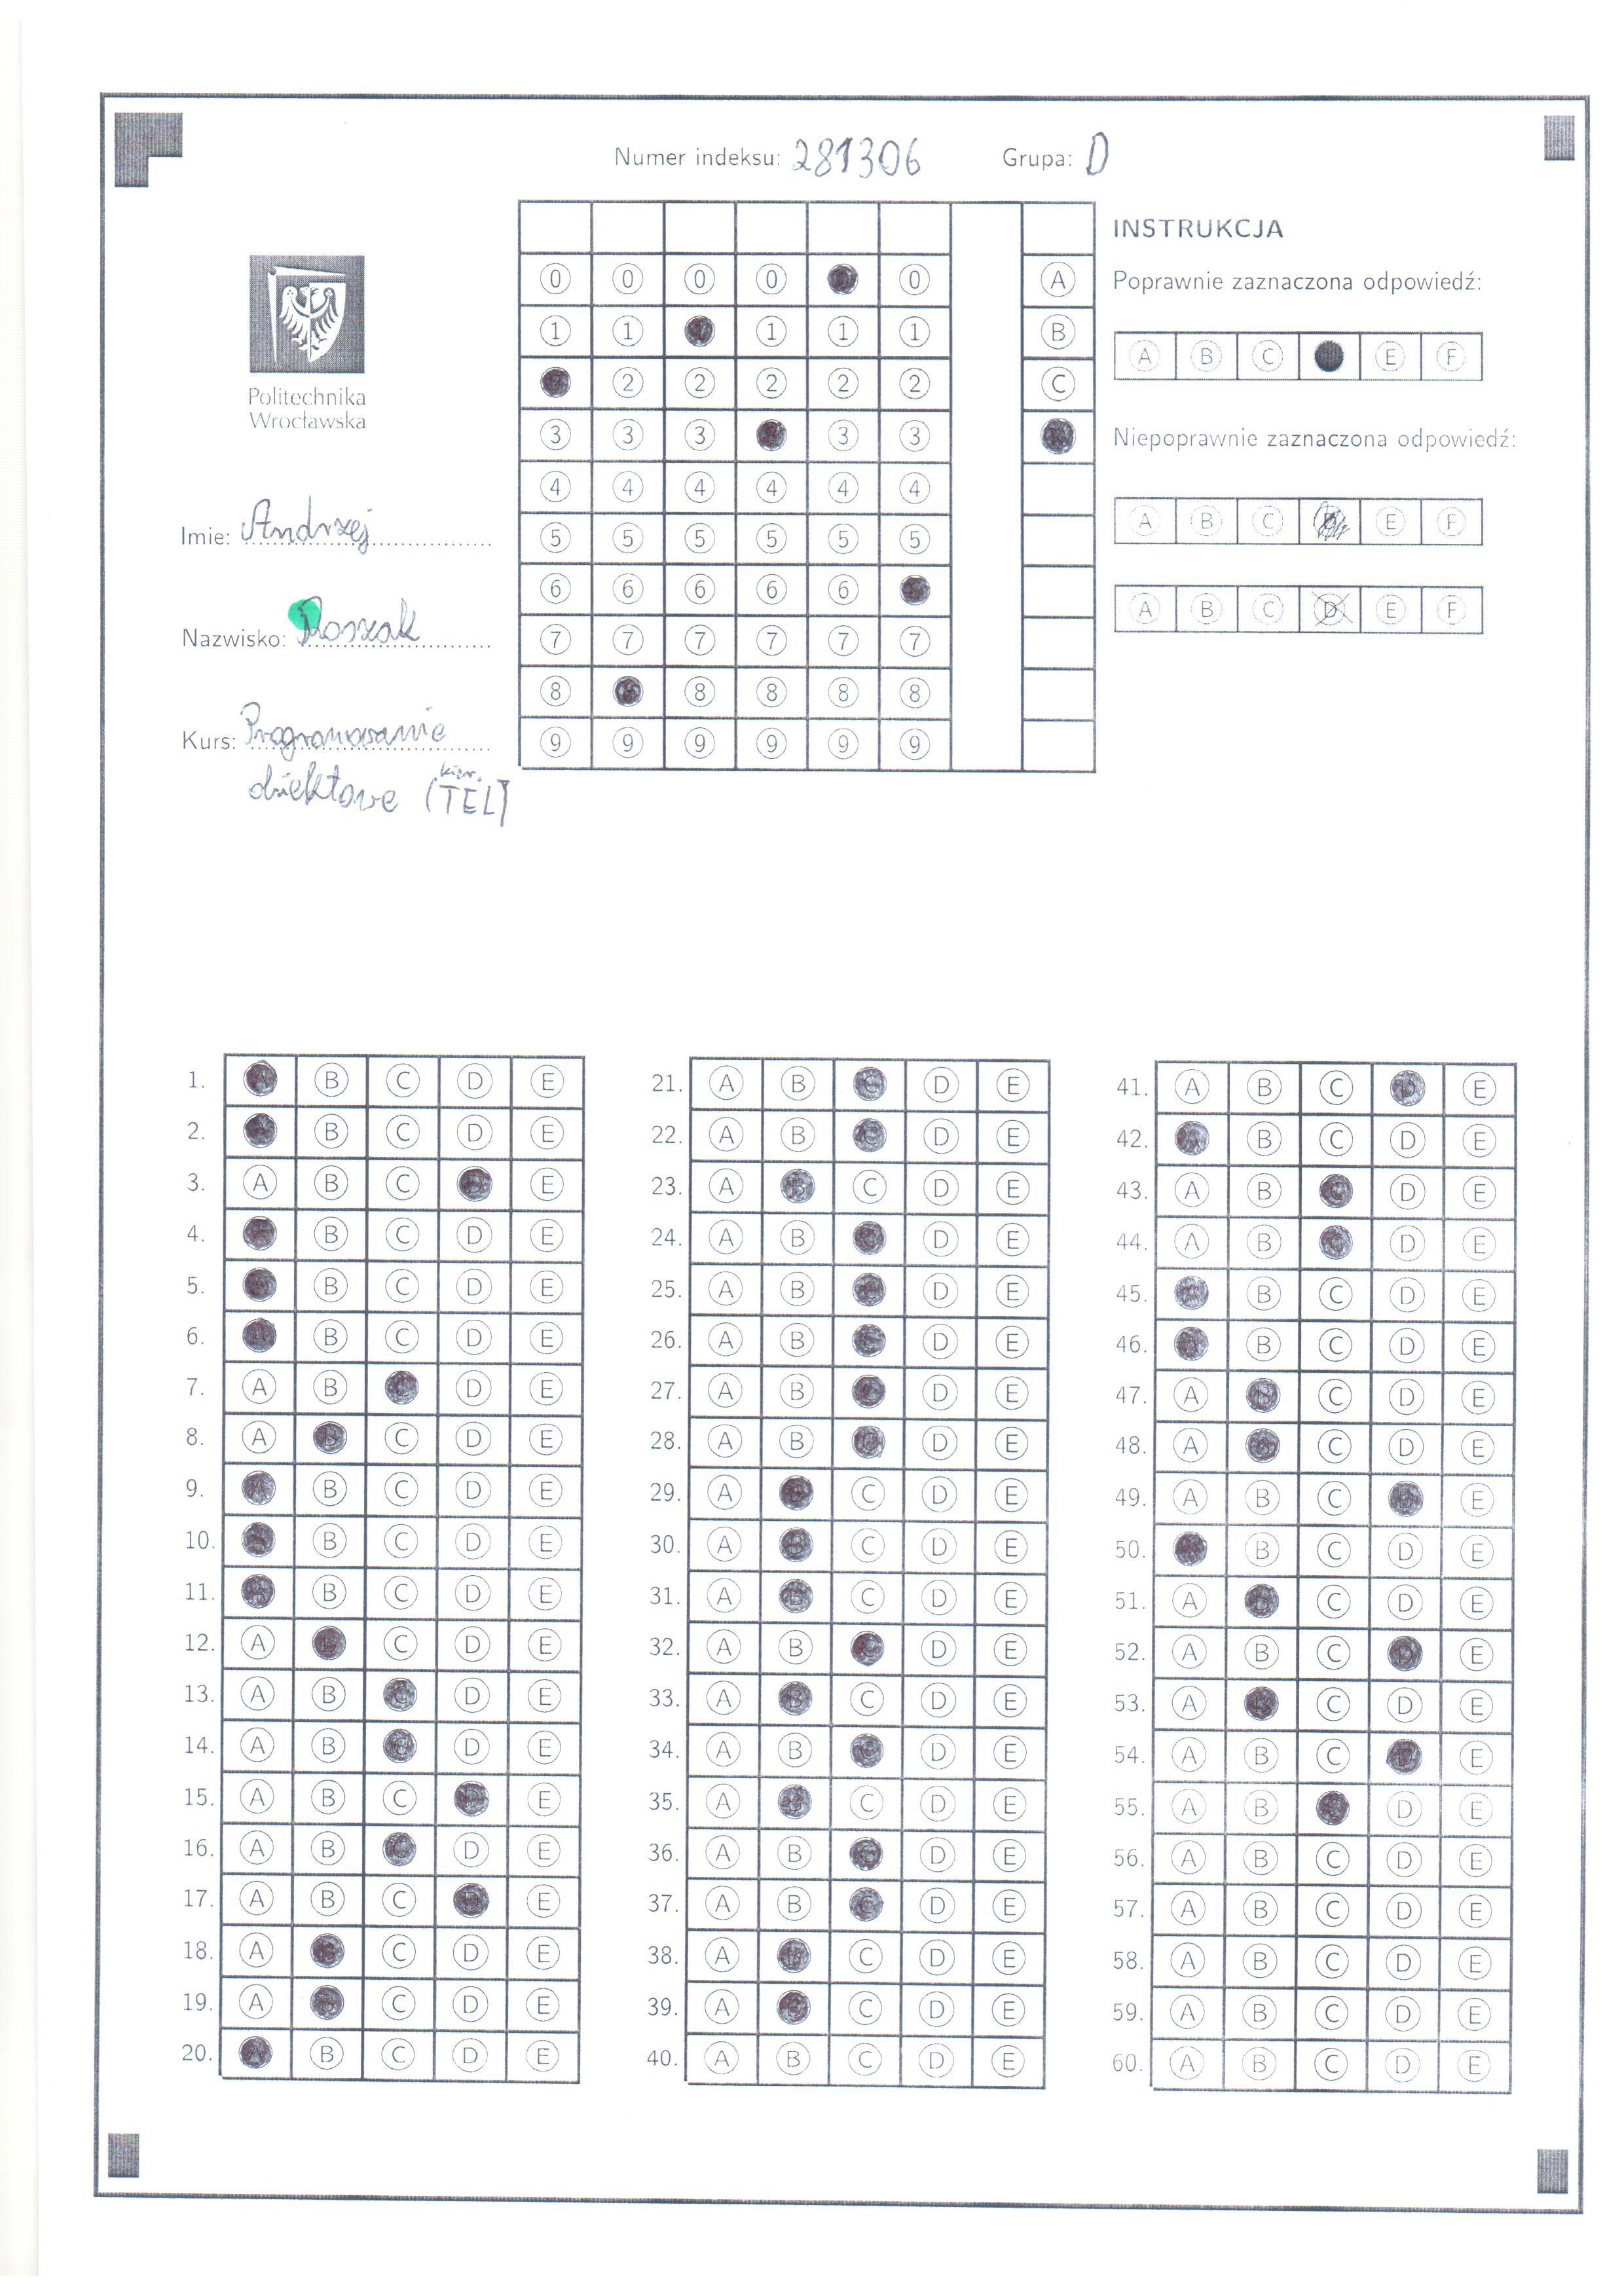 Numer indeksu: 281306 Grupa: D
INSTRUKCJA
Poprawnie zaznaczona odpowiedź:
A B C E F
Niepoprawnie zaznaczona odpowiedź:
A B C D E F
A B C D E F
Politechnika
Wrocławska
Imie: Andrzej
Nazwisko: Roszak
Kurs: Programowanie
obiektowe (kier. TEL)
0 0 0 0 0 A
1 1 1 1 1 B
2 2 2 2 2 C
3 3 3 3 3
4 4 4 4 4 4
5 5 5 5 5 5
6 6 6 6 6
7 7 7 7 7 7
8 8 8 8 8
9 9 9 9 9 9
1. A B C D E
2. A B C D E
3. A B C D E
4. B C D E
5. B C D E
6. B C D E
7. A B C D E
8. A B C D E
9. A B C D E
10. A B C D E
11. A B C D E
12. A B C D E
13. A B C D E
14. A B C D E
15. A B C D E
16. A B C D E
17. A B C D E
18. A C D E
19. A C D E
20. A B C D E
21. A B C D E
22. A B C D E
23. A B C D E
24. A B C D E
25. A B C D E
26. A B C D E
27. A B C D E
28. A B C D E
29. A B C D E
30. A B C D E
31. A B C D E
32. A B C D E
33. A B C D E
34. A B C D E
35. A B C D E
36. A B C D E
37. A B C D E
38. A B C D E
39. A B C D E
40. A B C D E
41. A B C D E
42. A B C D E
43. A B C D E
44. A B C D E
45. A B C D E
46. A B C D E
47. A B C D E
48. A B C D E
49. A B C D E
50. B C D E
51. A B C D E
52. A B C D E
53. A B C D E
54. A B C D E
55. A B C D E
56. A B C D E
57. A B C D E
58. A B C D E
59. A B C D E
60. A B C D E